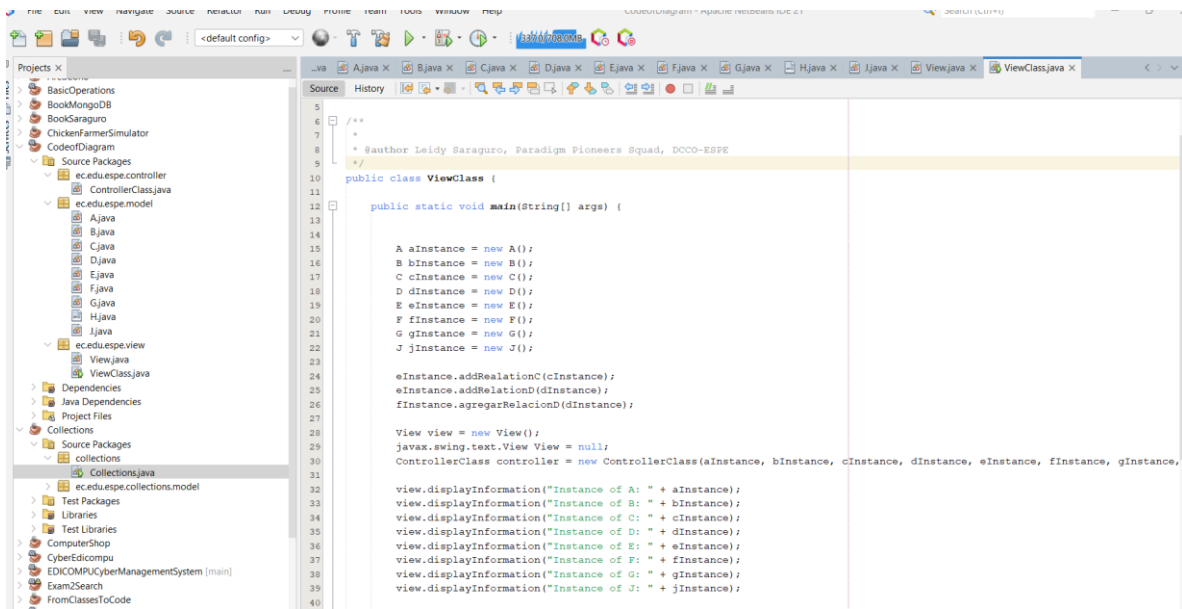 File Edit View Navigate Source Refactor Run Debug Profile Team Tools Window Help
CodeofDiagram - Apache NetBeans IDE 21
Search (Ctrl+I)
<default config>
Projects
...va A.java B.java C.java D.java E.java F.java G.java H.java J.java View.java ViewClass.java
Source History
BasicOperations
BookMongoDB
BookSaraguro
ChickenFarmerSimulator
CodeofDiagram
Source Packages
ec.edu.espe.controller
ControllerClass.java
ec.edu.espe.model
A.java
B.java
C.java
D.java
E.java
F.java
G.java
H.java
J.java
ec.edu.espe.view
View.java
ViewClass.java
Dependencies
Java Dependencies
Project Files
Collections
Source Packages
collections
Collections.java
ec.edu.espe.collections.model
Test Packages
Libraries
Test Libraries
ComputerShop
CyberEdicompu
EDICOMPUCyberManagementSystem [main]
Exam2Search
FromClassesToCode
5
6 /**
7 *
8 * @author Leidy Saraguro, Paradigm Pioneers Squad, DCCO-ESPE
9 */
10 public class ViewClass {
11
12 public static void main(String[] args) {
13
14
15 A aInstance = new A();
16 B bInstance = new B();
17 C cInstance = new C();
18 D dInstance = new D();
19 E eInstance = new E();
20 F fInstance = new F();
21 G gInstance = new G();
22 J jInstance = new J();
23
24 eInstance.addRealationC(cInstance);
25 eInstance.addRelationD(dInstance);
26 fInstance.agregarRelacionD(dInstance);
27
28 View view = new View();
29 javax.swing.text.View View = null;
30 ControllerClass controller = new ControllerClass(aInstance, bInstance, cInstance, dInstance, eInstance, fInstance, gInstance,
31
32 view.displayInformation("Instance of A: " + aInstance);
33 view.displayInformation("Instance of B: " + bInstance);
34 view.displayInformation("Instance of C: " + cInstance);
35 view.displayInformation("Instance of D: " + dInstance);
36 view.displayInformation("Instance of E: " + eInstance);
37 view.displayInformation("Instance of F: " + fInstance);
38 view.displayInformation("Instance of G: " + gInstance);
39 view.displayInformation("Instance of J: " + jInstance);
40